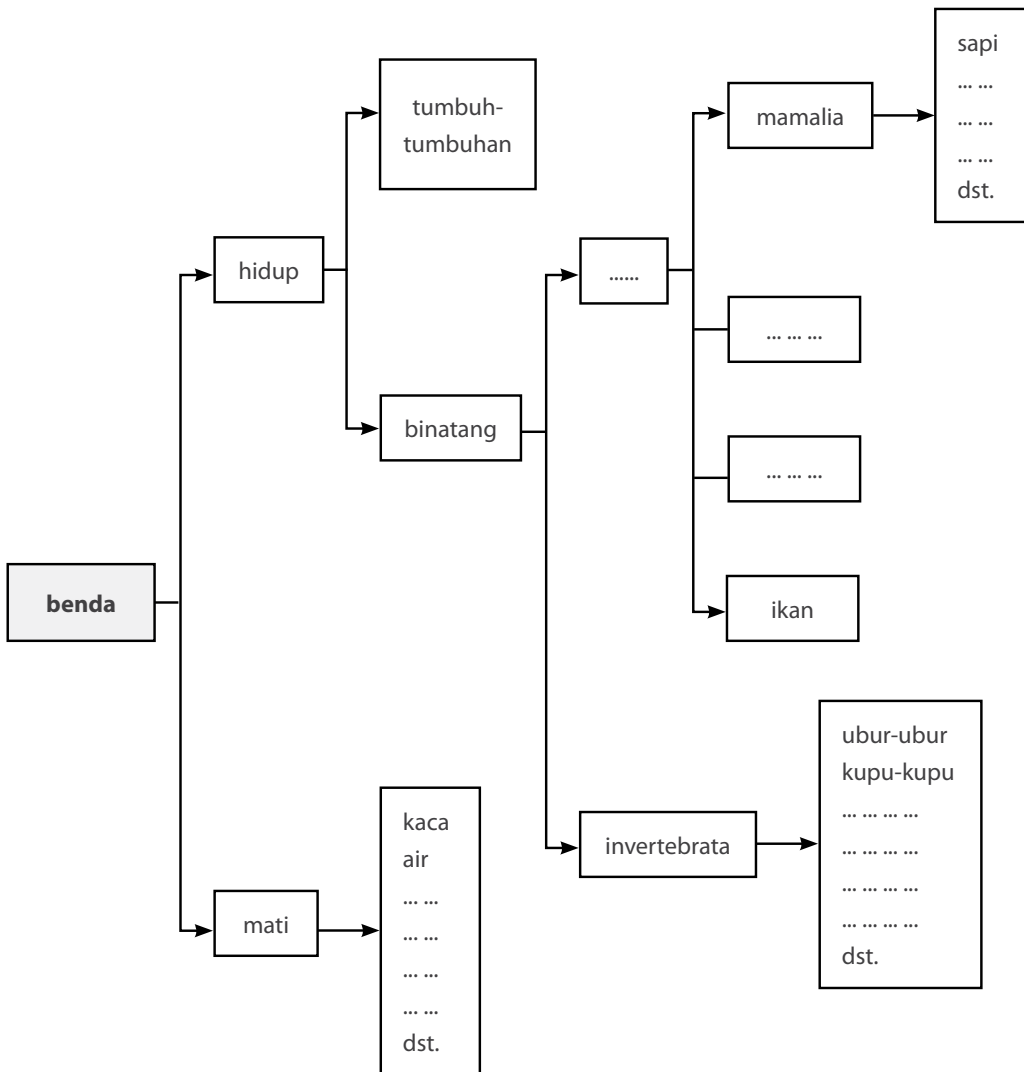 sapi
... ...
... ...
... ...
dst.
mamalia
tumbuh-
tumbuhan
hidup
......
... ... ...
binatang
... ... ...
benda
ikan
ubur-ubur
kupu-kupu
... ... ... ...
... ... ... ...
... ... ... ...
... ... ... ...
dst.
invertebrata
kaca
air
... ...
... ...
... ...
... ...
dst.
mati